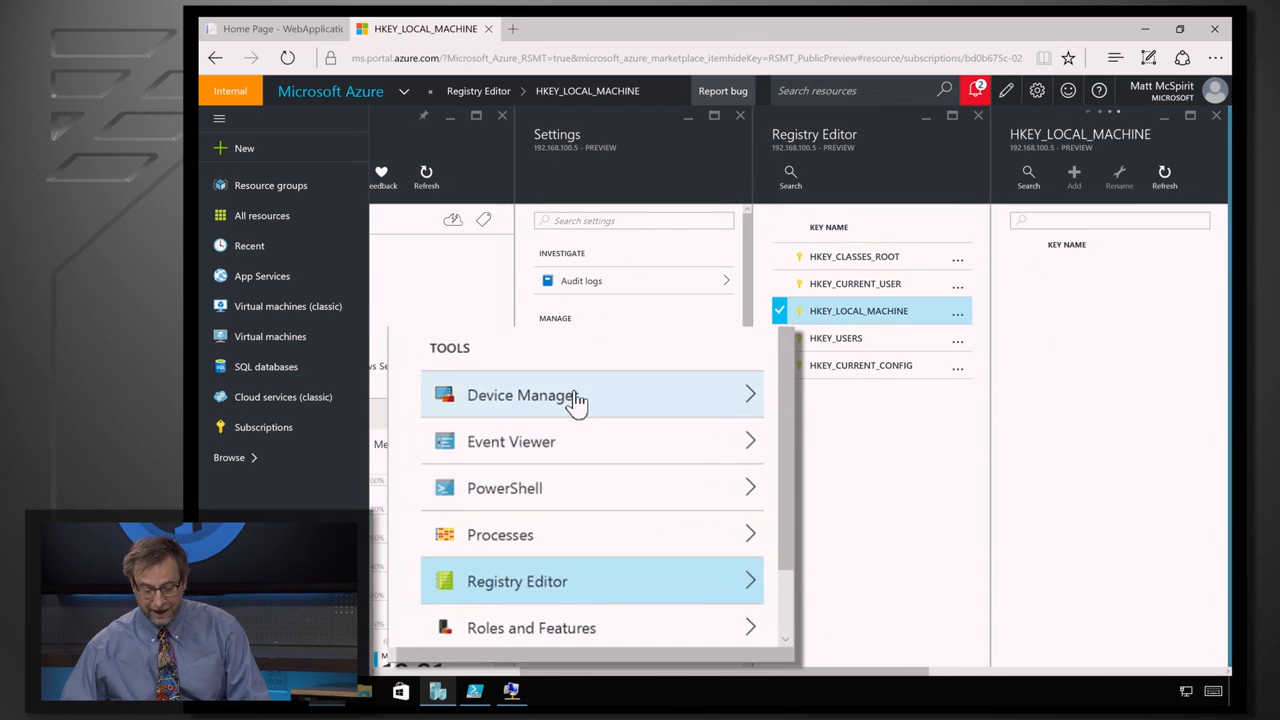 Home Page - WebApplicatic
HKEY_LOCAL_MACHINE
ms.portal.azure.com/?Microsoft_Azure_RSMT=true&microsoft_azure_marketplace_itemhideKey=RSMT_PublicPreview#resource/subscriptions/bd0b675c-02
Internal
Microsoft Azure
Registry Editor
HKEY_LOCAL_MACHINE
Report bug
Search resources
2
Matt McSpirit
MICROSOFT
New
Resource groups
All resources
Recent
App Services
Virtual machines (classic)
Virtual machines
SQL databases
Cloud services (classic)
Subscriptions
Browse
eedback
Refresh
Settings
192.168.100.5 - PREVIEW
Search settings
INVESTIGATE
Audit logs
MANAGE
Registry Editor
192.168.100.5 - PREVIEW
Search
KEY NAME
HKEY_CLASSES_ROOT
HKEY_CURRENT_USER
HKEY_LOCAL_MACHINE
HKEY_USERS
HKEY_CURRENT_CONFIG
HKEY_LOCAL_MACHINE
192.168.100.5 - PREVIEW
Search
Add
Rename
Refresh
KEY NAME
TOOLS
Device Manager
Event Viewer
PowerShell
Processes
Registry Editor
Roles and Features